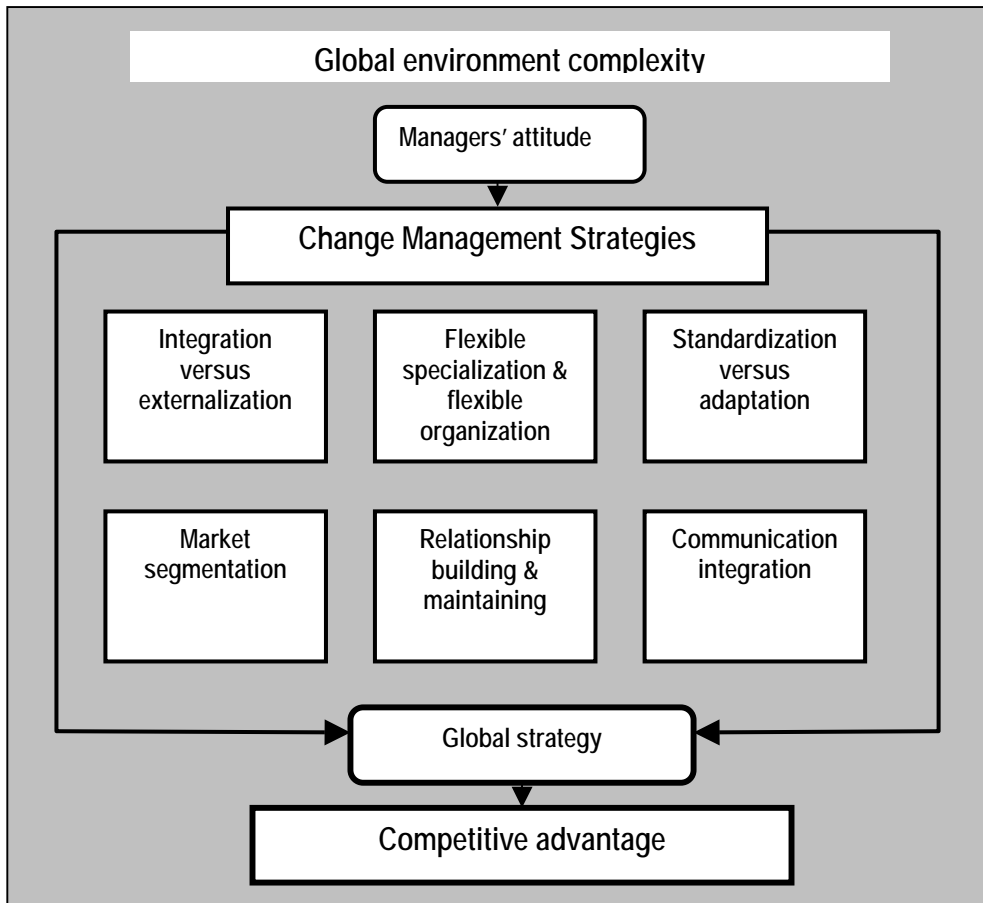 Global environment complexity
Managers' attitude
Change Management Strategies
Integration
versus
externalization
Flexible
specialization &
flexible
organization
Standardization
versus
adaptation
Market
segmentation
Relationship
building &
maintaining
Communication
integration
Global strategy
Competitive advantage